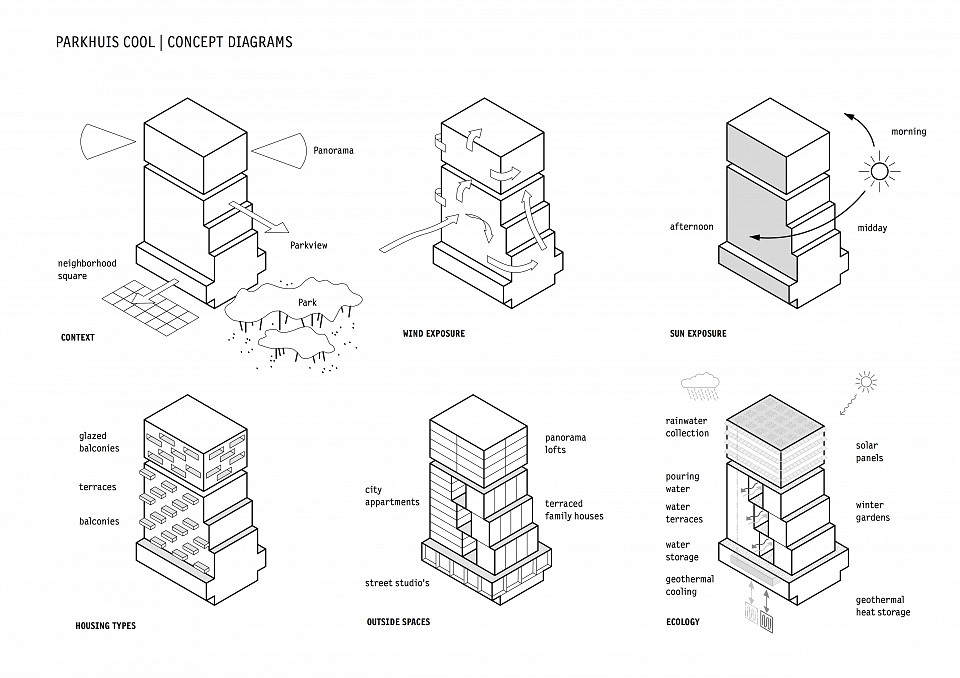 PARKHUIS COOL | CONCEPT DIAGRAMS
Panorama
Parkview
neighborhood
square
Park
CONTEXT
WIND EXPOSURE
morning
afternoon
midday
SUN EXPOSURE
glazed
balconies
terraces
balconies
HOUSING TYPES
panorama
lofts
city
appartments
terraced
family houses
street studio's
OUTSIDE SPACES
rainwater
collection
solar
panels
pouring
water
water
terraces
winter
gardens
water
storage
geothermal
cooling
geothermal
heat storage
ECOLOGY